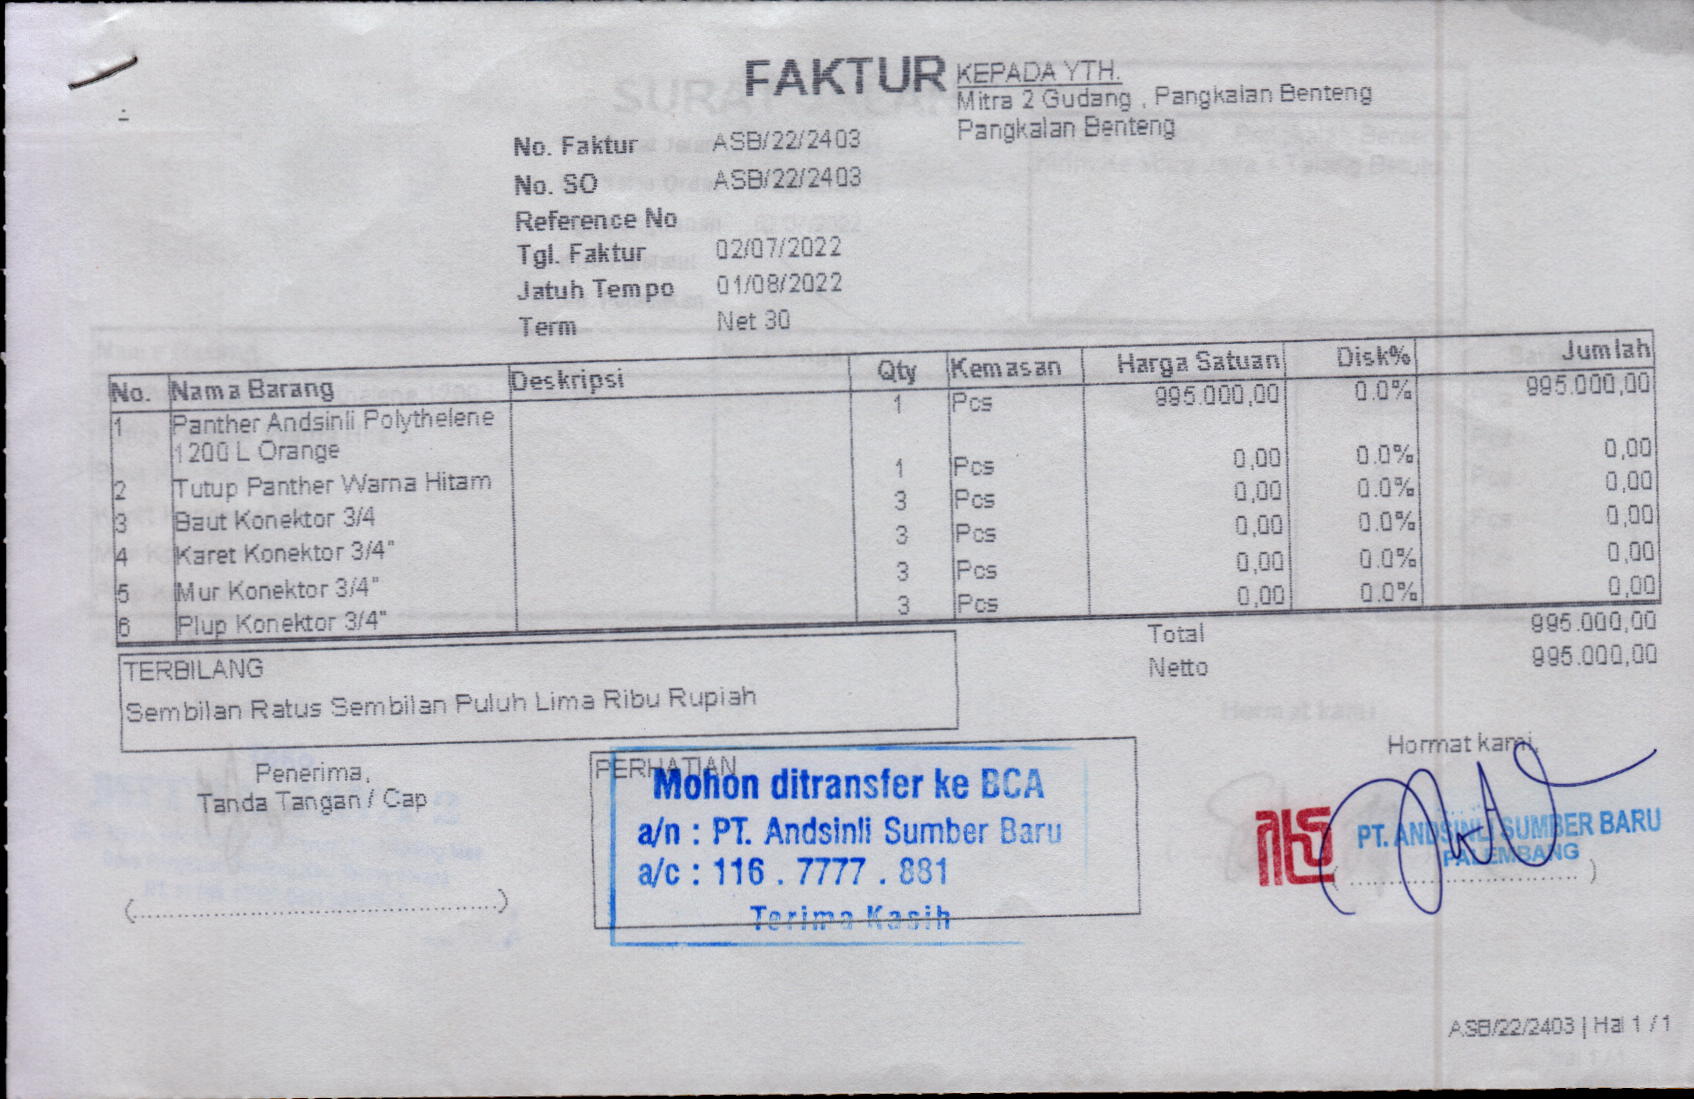 FAKTUR
KEPADA YTH.
Mitra 2 Gudang , Pangkalan Benteng
Pangkalan Benteng
No. Faktur ASB/22/2403
No. SO ASB/22/2403
Reference No
Tgl. Faktur 02/07/2022
Jatuh Tempo 01/08/2022
Term Net 30
No. Nama Barang Deskripsi Qty Kemasan Harga Satuan Disk% Jumlah
1 Panther Andsinli Polythelene 1 Pcs 995.000,00 0.0% 995.000,00
1200 L Orange
2 Tutup Panther Warna Hitam 1 Pcs 0,00 0.0% 0,00
3 Baut Konektor 3/4 3 Pcs 0,00 0.0% 0,00
4 Karet Konektor 3/4" 3 Pcs 0,00 0.0% 0,00
5 Mur Konektor 3/4" 3 Pcs 0,00 0.0% 0,00
6 Plup Konektor 3/4" 3 Pcs 0,00 0.0% 0,00
Total 995.000,00
Netto 995.000,00
TERBILANG
Sembilan Ratus Sembilan Puluh Lima Ribu Rupiah
Penerima,
Tanda Tangan / Cap
(..........................................)
PERHATIAN
Mohon ditransfer ke BCA
a/n : PT. Andsinli Sumber Baru
a/c : 116 . 7777 . 881
Terima Kasih
Hormat kami,
PT. ANDSINLI SUMBER BARU
PALEMBANG
(..............................)
ASB/22/2403 | Hal 1 / 1